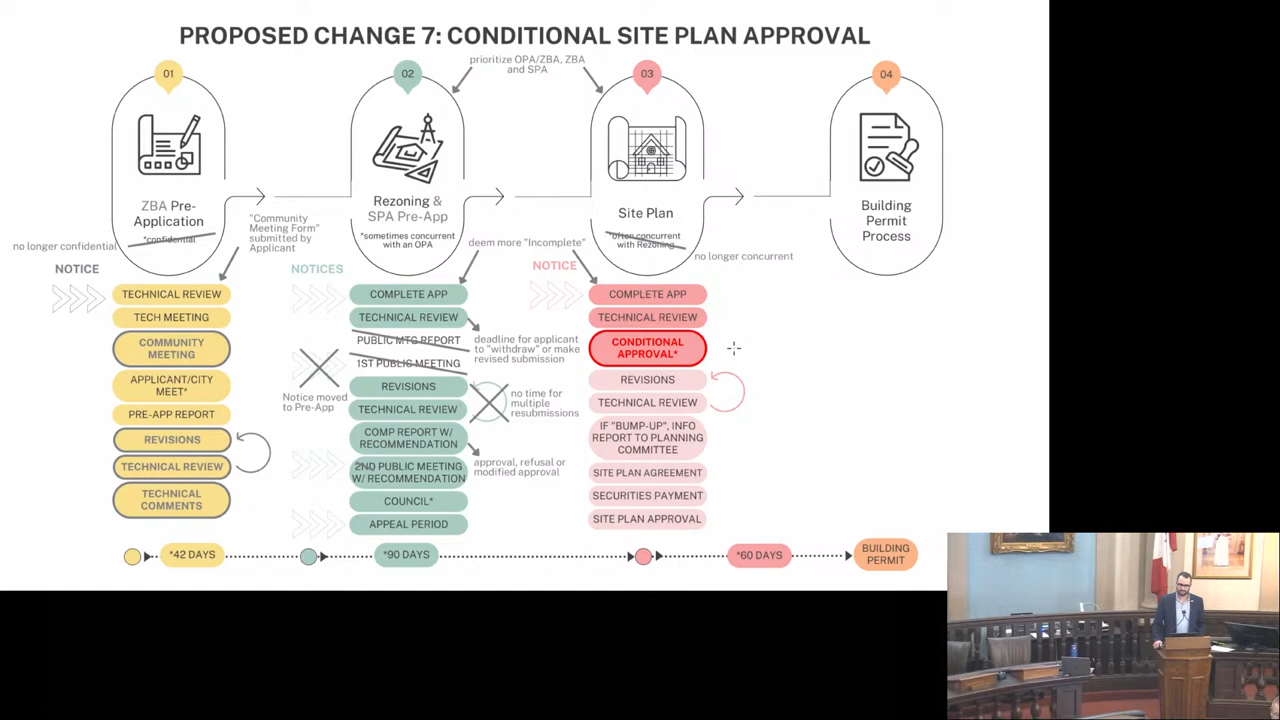 PROPOSED CHANGE 7: CONDITIONAL SITE PLAN APPROVAL
prioritize OPA/ZBA, ZBA
and SPA
01
ZBA Pre-
Application
*confidential
no longer confidential
"Community
Meeting Form"
submitted by
Applicant
NOTICE
TECHNICAL REVIEW
TECH MEETING
COMMUNITY
MEETING
APPLICANT/CITY
MEET*
PRE-APP REPORT
REVISIONS
TECHNICAL REVIEW
TECHNICAL
COMMENTS
02
Rezoning &
SPA Pre-App
*sometimes concurrent
with an OPA
deem more "Incomplete"
NOTICES
COMPLETE APP
TECHNICAL REVIEW
PUBLIC MTG REPORT
1ST PUBLIC MEETING
deadline for applicant
to "withdraw" or make
revised submission
Notice moved
to Pre-App
REVISIONS
TECHNICAL REVIEW
no time for
multiple
resubmissions
COMP REPORT W/
RECOMMENDATION
2ND PUBLIC MEETING
W/ RECOMMENDATION
approval, refusal or
modified approval
COUNCIL*
APPEAL PERIOD
03
Site Plan
*often concurrent
with Rezoning
no longer concurrent
NOTICE
COMPLETE APP
TECHNICAL REVIEW
CONDITIONAL
APPROVAL*
REVISIONS
TECHNICAL REVIEW
IF "BUMP-UP", INFO
REPORT TO PLANNING
COMMITTEE
SITE PLAN AGREEMENT
SECURITIES PAYMENT
SITE PLAN APPROVAL
04
Building
Permit
Process
*42 DAYS
*90 DAYS
*60 DAYS
BUILDING
PERMIT